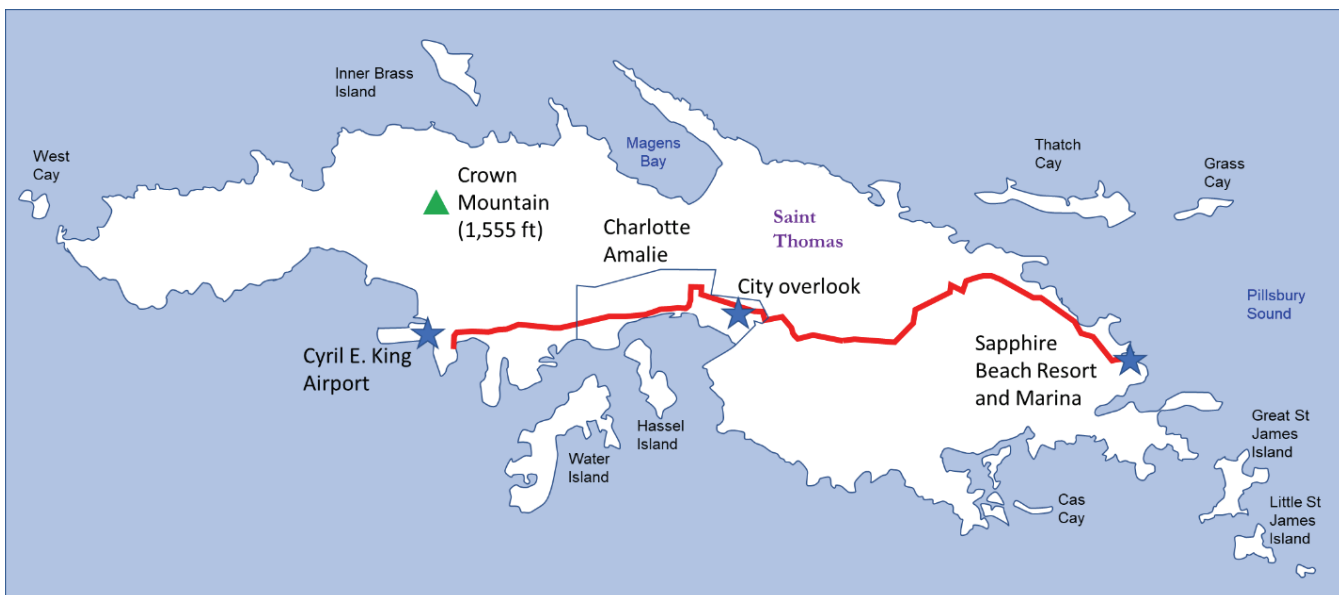 Inner Brass
Island
West
Cay
Magens
Bay
Thatch
Cay
Grass
Cay
Crown
Mountain
(1,555 ft)
Charlotte
Amalie
Saint
Thomas
City overlook
Pillsbury
Sound
Cyril E. King
Airport
Sapphire
Beach Resort
and Marina
Hassel
Island
Water
Island
Great St
James
Island
Cas
Cay
Little St
James
Island